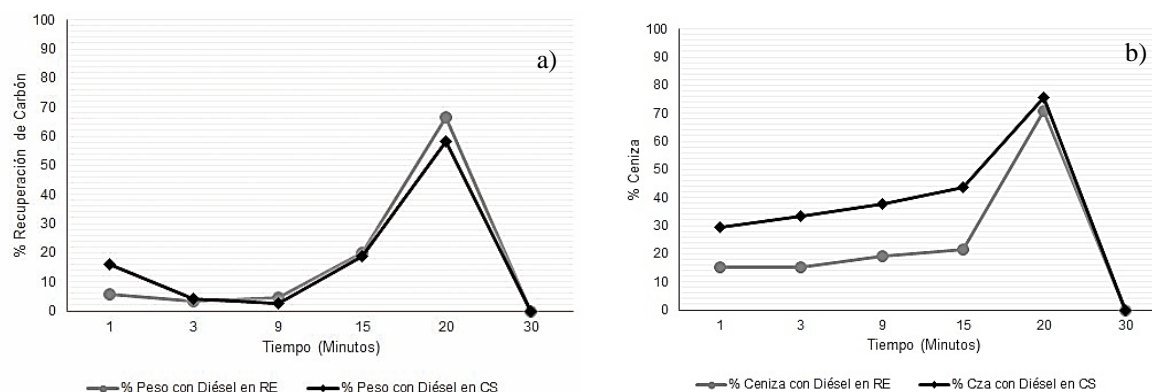 100
90
80
70
60
50
40
30
20
10
0
% Recuperación de Carbón
a)
1 3 9 15 20 30
Tiempo (Minutos)
% Peso con Diésel en RE % Peso con Diésel en CS
100
90
80
70
60
50
40
30
20
10
0
% Ceniza
b)
1 3 9 15 20 30
Tiempo (Minutos)
% Ceniza con Diésel en RE % Cza con Diésel en CS